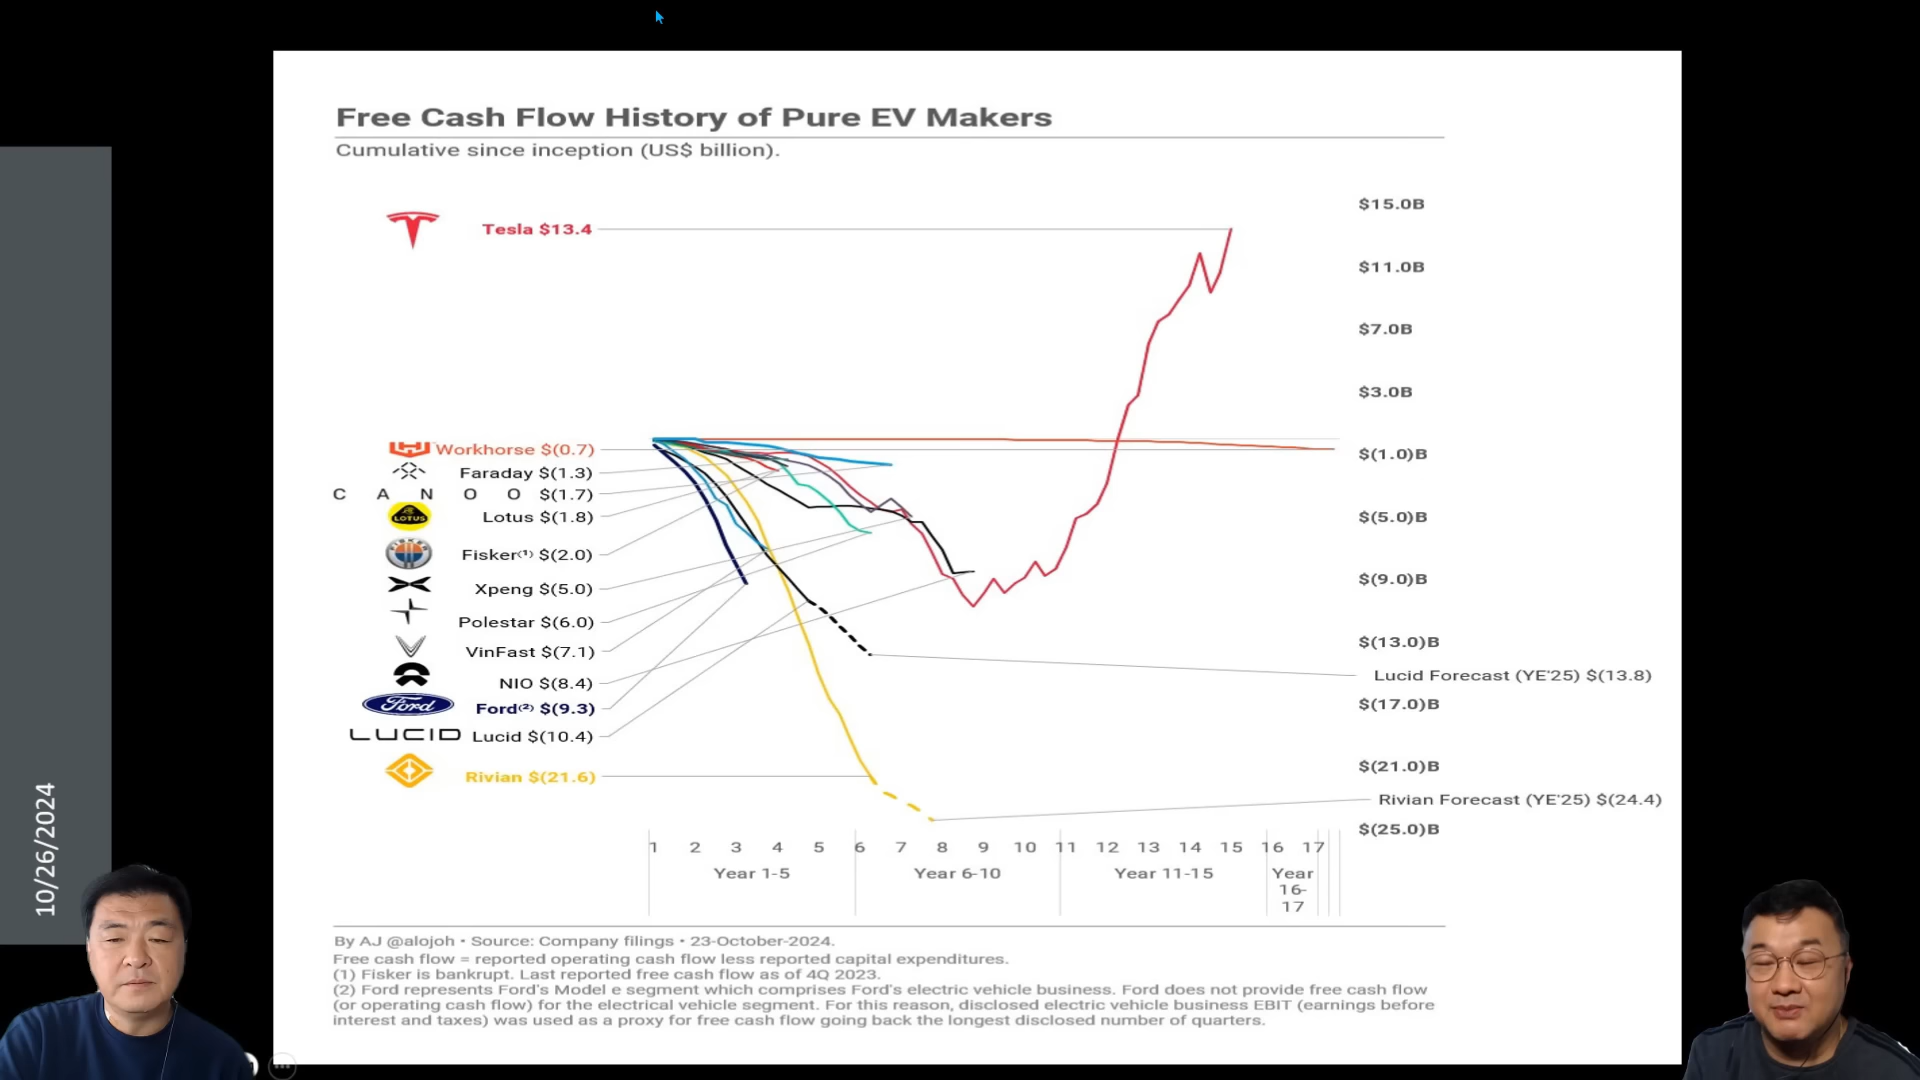 Free Cash Flow History of Pure EV Makers
Cumulative since inception (US$ billion).
Tesla $13.4
Workhorse $(0.7)
Faraday $(1.3)
CANOO $(1.7)
LOTUS
Lotus $(1.8)
FISKER
Fisker(1) $(2.0)
Xpeng $(5.0)
Polestar $(6.0)
VinFast $(7.1)
NIO $(8.4)
Ford
Ford(2) $(9.3)
LUCID
Lucid $(10.4)
Rivian $(21.6)
$15.0B
$11.0B
$7.0B
$3.0B
$(1.0)B
$(5.0)B
$(9.0)B
$(13.0)B
Lucid Forecast (YE'25) $(13.8)
$(17.0)B
$(21.0)B
Rivian Forecast (YE'25) $(24.4)
$(25.0)B
1 2 3 4 5 6 7 8 9 10 11 12 13 14 15 16 17
Year 1-5
Year 6-10
Year 11-15
Year
16-
17
By AJ @alojoh • Source: Company filings • 23-October-2024.
Free cash flow = reported operating cash flow less reported capital expenditures.
(1) Fisker is bankrupt. Last reported free cash flow as of 4Q 2023.
(2) Ford represents Ford's Model e segment which comprises Ford's electric vehicle business. Ford does not provide free cash flow
(or operating cash flow) for the electrical vehicle segment. For this reason, disclosed electric vehicle business EBIT (earnings before
interest and taxes) was used as a proxy for free cash flow going back the longest disclosed number of quarters.
10/26/2024